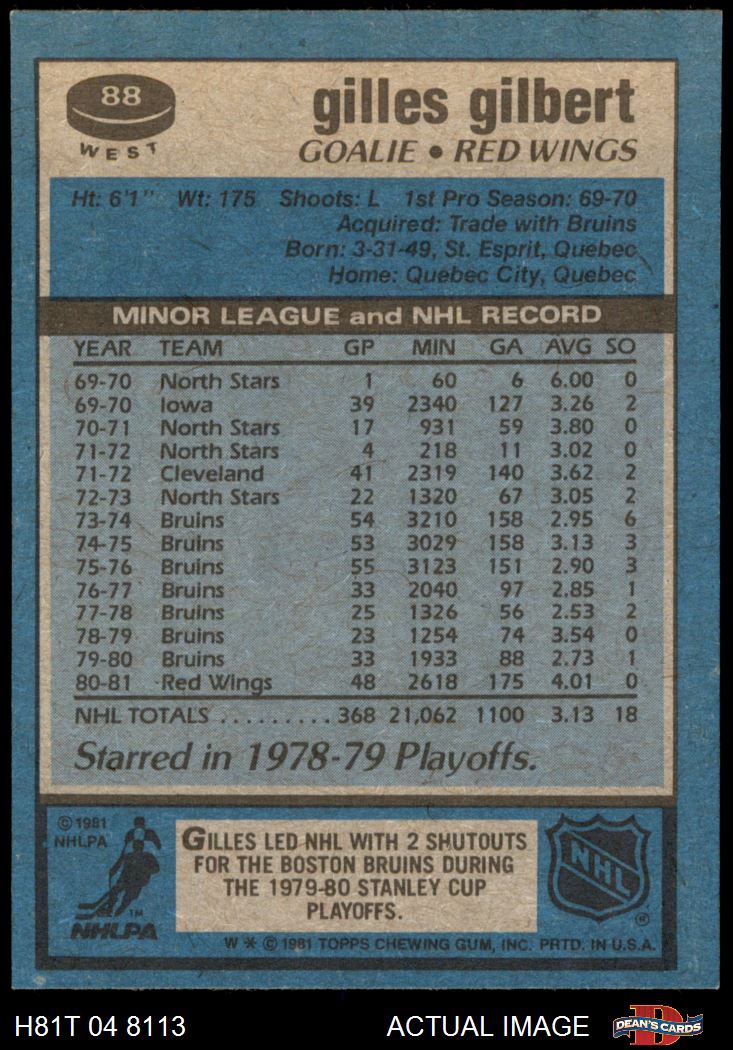 88
WEST
gilles gilbert
GOALIE • RED WINGS
Ht: 6'1" Wt: 175 Shoots: L 1st Pro Season: 69-70
Acquired: Trade with Bruins
Born: 3-31-49, St. Esprit, Quebec
Home: Quebec City, Quebec
MINOR LEAGUE and NHL RECORD
YEAR TEAM GP MIN GA AVG SO
69-70 North Stars 1 60 6 6.00 0
69-70 Iowa 39 2340 127 3.26 2
70-71 North Stars 17 931 59 3.80 0
71-72 North Stars 4 218 11 3.02 0
71-72 Cleveland 41 2319 140 3.62 2
72-73 North Stars 22 1320 67 3.05 2
73-74 Bruins 54 3210 158 2.95 6
74-75 Bruins 53 3029 158 3.13 3
75-76 Bruins 55 3123 151 2.90 3
76-77 Bruins 33 2040 97 2.85 1
77-78 Bruins 25 1326 56 2.53 2
78-79 Bruins 23 1254 74 3.54 0
79-80 Bruins 33 1933 88 2.73 1
80-81 Red Wings 48 2618 175 4.01 0
NHL TOTALS ......... 368 21,062 1100 3.13 18
Starred in 1978-79 Playoffs.
© 1981
NHLPA
TM
NHLPA
GILLES LED NHL WITH 2 SHUTOUTS
FOR THE BOSTON BRUINS DURING
THE 1979-80 STANLEY CUP
PLAYOFFS.
NHL
®
W * © 1981 TOPPS CHEWING GUM, INC. PRTD. IN U.S.A.
H81T 04 8113 ACTUAL IMAGE
D
DEAN'S CARDS